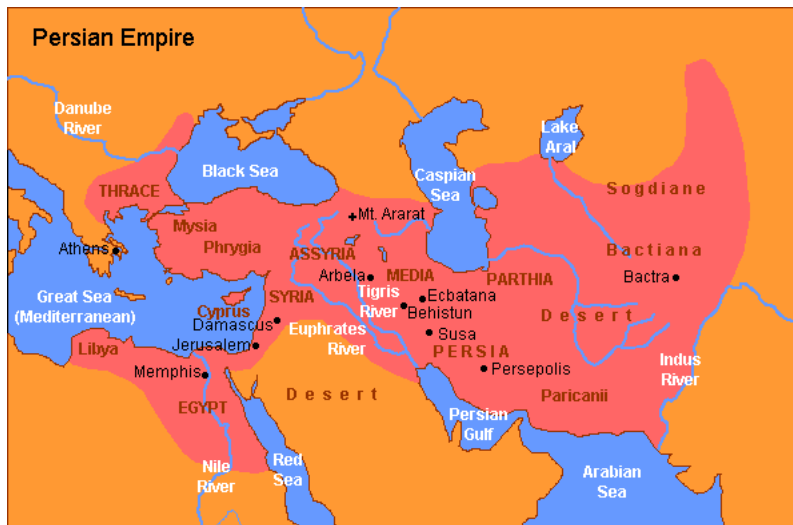 Persian Empire
Danube
River
Lake
Aral
Black Sea
Caspian
Sea
THRACE
Sogdiane
Mt. Ararat
Mysia
Phrygia
Athens
ASSYRIA
Bactiana
Arbela
MEDIA
PARTHIA
Bactra
Great Sea
(Mediterranean)
Cyprus
SYRIA
Tigris
River
Ecbatana
Behistun
Desert
Damascus
Euphrates
River
Susa
Libya
Jerusalem
PERSIA
Indus
River
Memphis
Persepolis
Desert
Paricanii
EGYPT
Persian
Gulf
Nile
River
Red
Sea
Arabian
Sea